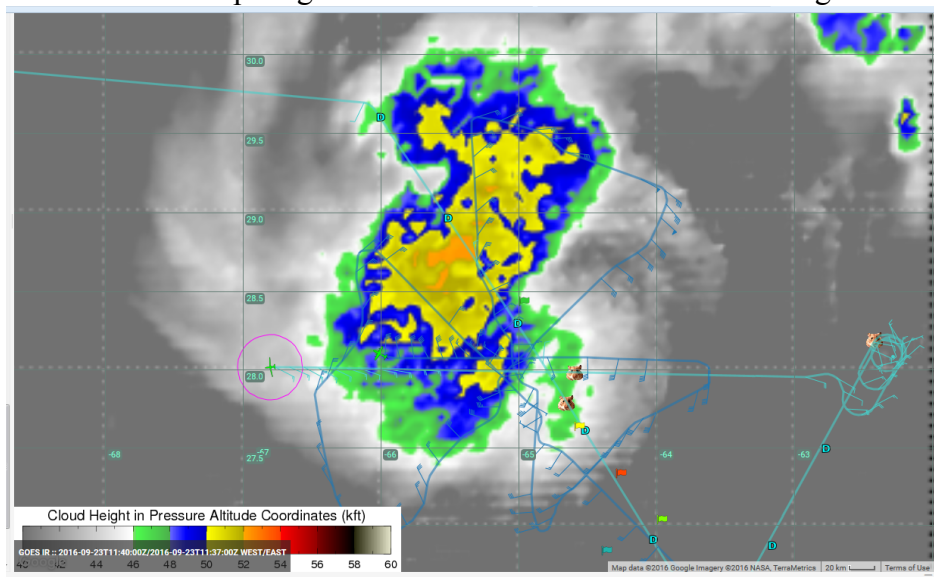 30.0
29.5
29.0
28.5
28.0
27.5
-68
-67
-66
-65
-64
-63
D
D
D
D
D
D
D
Cloud Height in Pressure Altitude Coordinates (kft)
44 46 48 50 52 54 56 58 60
GOES IR :: 2016-09-23T11:40:00Z/2016-09-23T11:37:00Z WEST/EAST
Map data ©2016 Google Imagery ©2016 NASA, TerraMetrics
20 km
Terms of Use